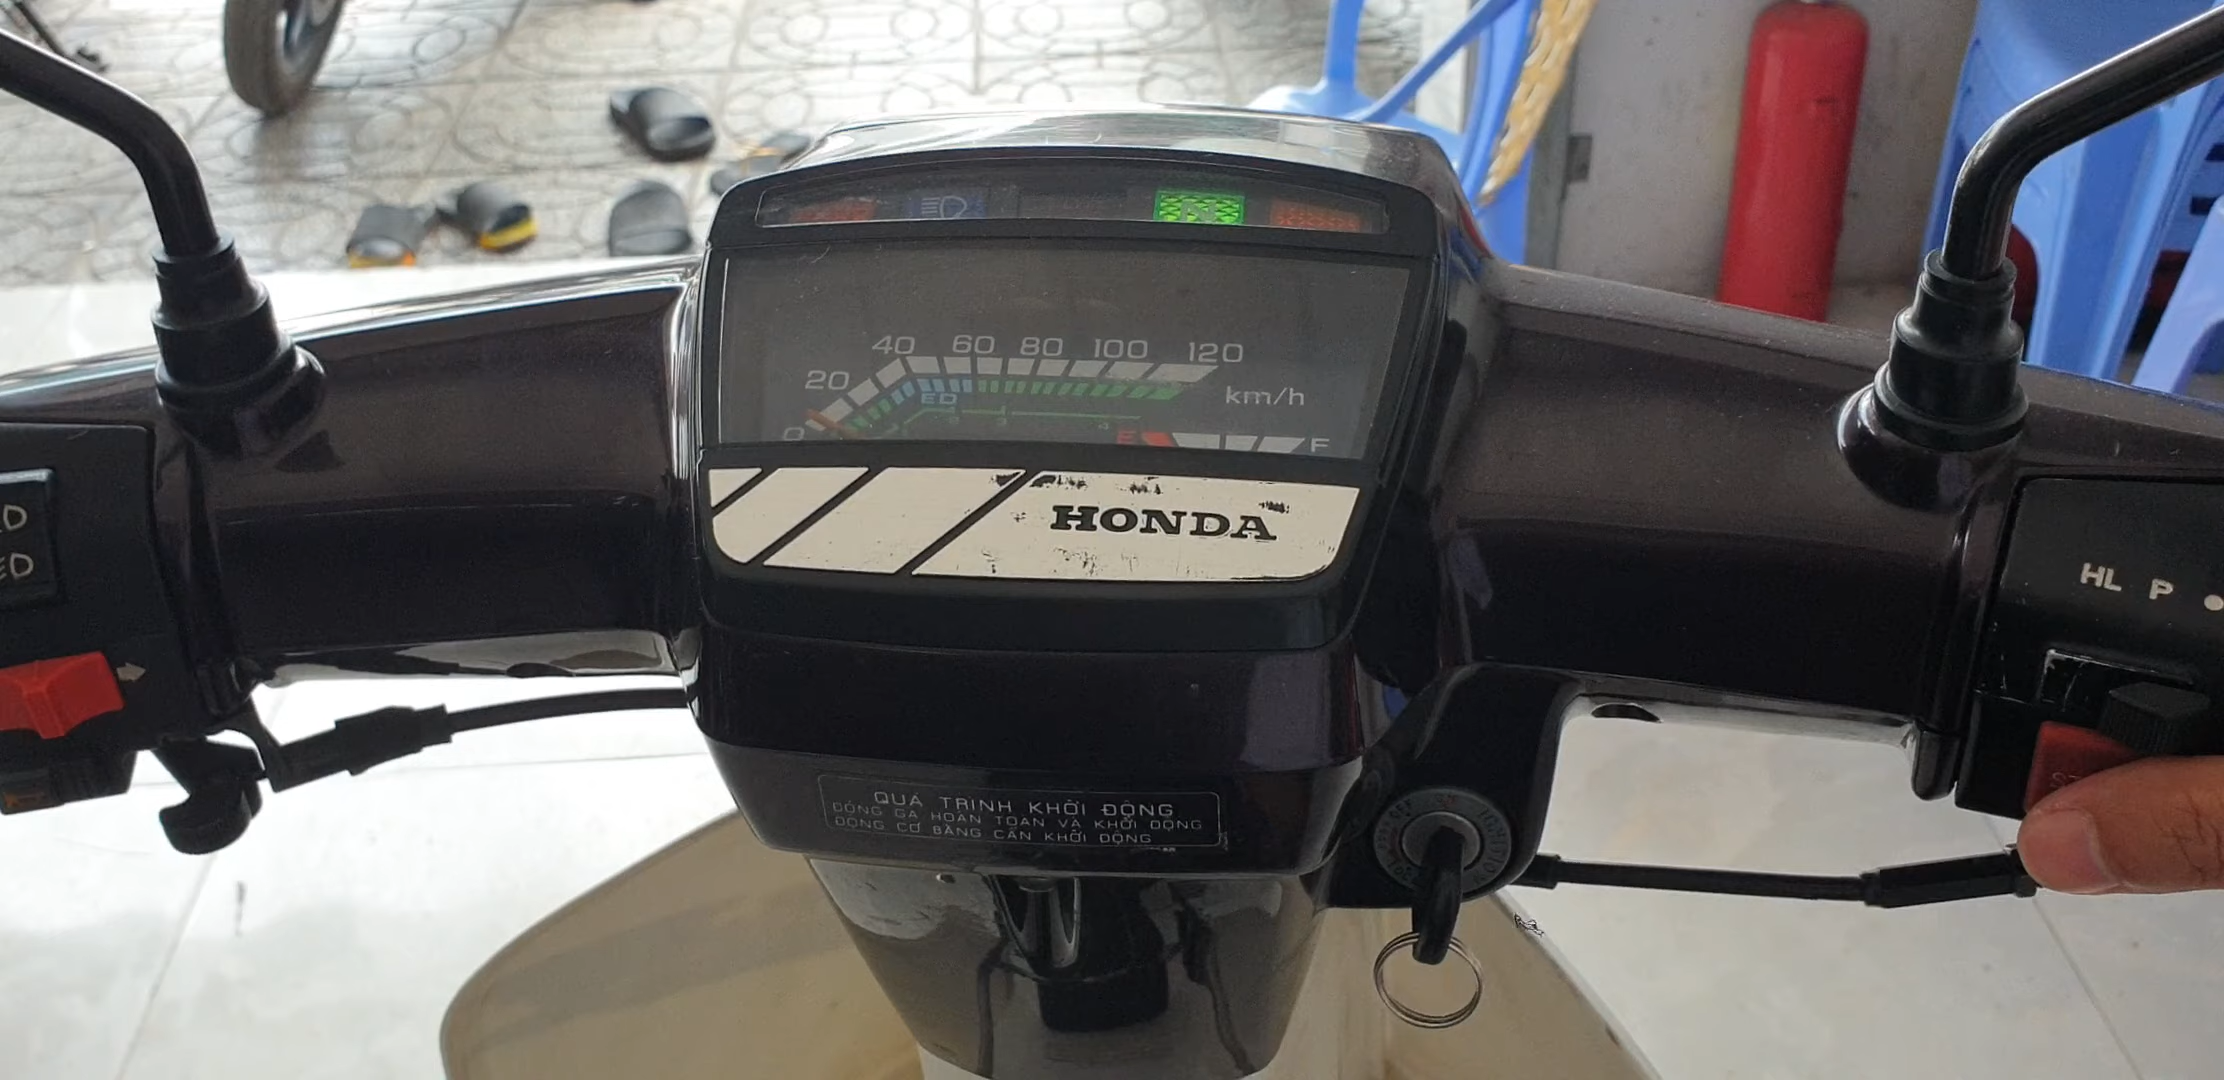 N
40 60 80 100 120
20
km/h
ED
0
E F
HONDA
HL P
QUÁ TRÌNH KHỞI ĐỘNG
ĐÓNG GA HOÀN TOÀN VÀ KHỞI ĐỘNG
ĐỘNG CƠ BẰNG CẦN KHỞI ĐỘNG